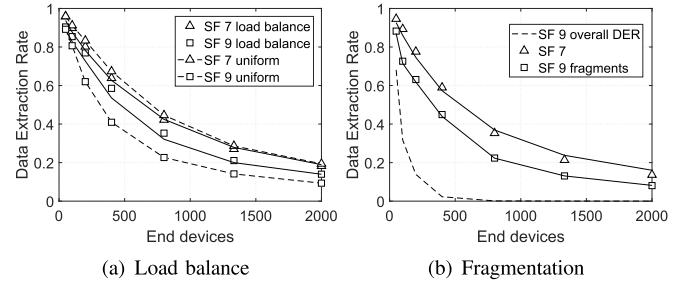 1
0.8
0.6
0.4
0.2
0
Data Extraction Rate
SF 7 load balance
SF 9 load balance
SF 7 uniform
SF 9 uniform
0 500 1000 1500 2000
End devices
(a) Load balance
1
0.8
0.6
0.4
0.2
0
Data Extraction Rate
SF 9 overall DER
SF 7
SF 9 fragments
0 500 1000 1500 2000
End devices
(b) Fragmentation